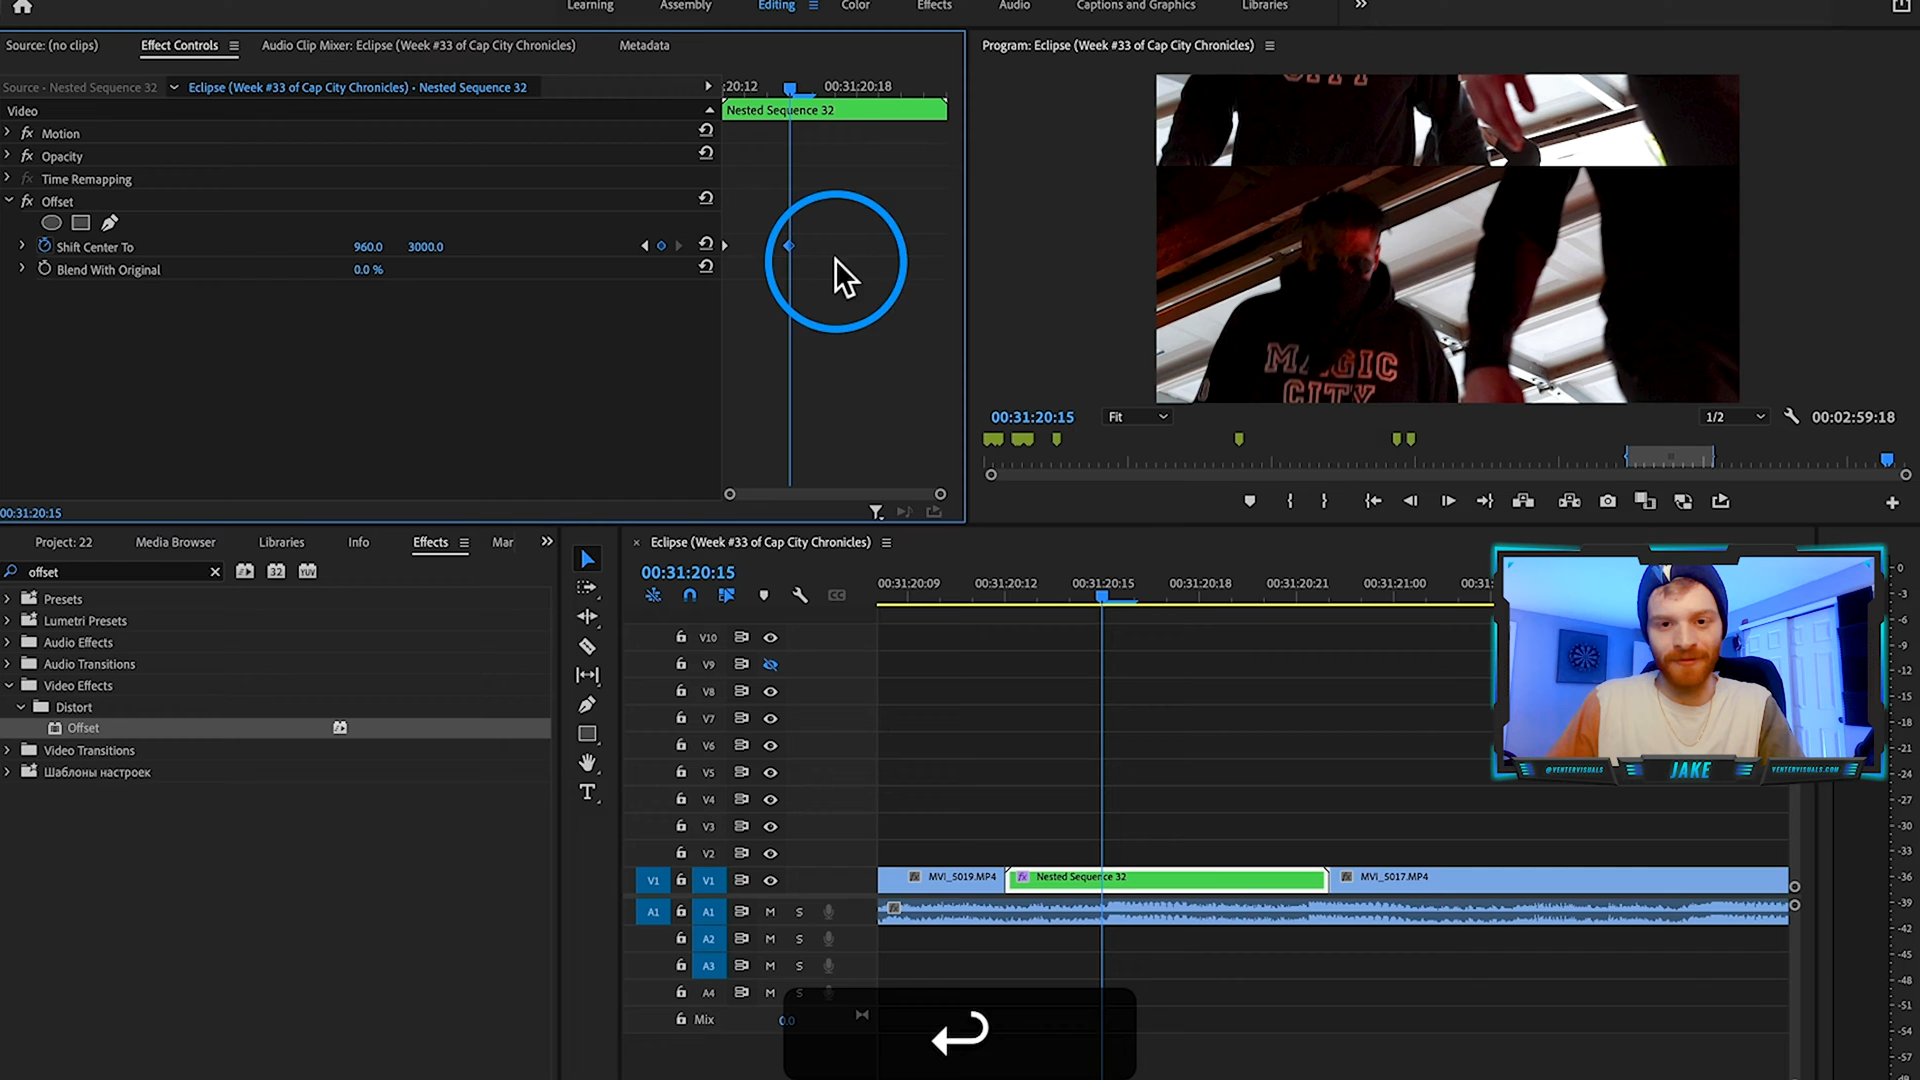 Learning Assembly Editing Color Effects Audio Captions and Graphics Libraries
Source: (no clips) Effect Controls Audio Clip Mixer: Eclipse (Week #33 of Cap City Chronicles) Metadata
Program: Eclipse (Week #33 of Cap City Chronicles)
Source · Nested Sequence 32 Eclipse (Week #33 of Cap City Chronicles) · Nested Sequence 32
:20:12 00:31:20:18
Video
Nested Sequence 32
fx Motion
fx Opacity
fx Time Remapping
fx Offset
Shift Center To 960.0 3000.0
Blend With Original 0.0 %
CITY
MAGIC
CITY
00:31:20:15 Fit 1/2 00:02:59:18
00:31:20:15
Project: 22 Media Browser Libraries Info Effects Mar
Eclipse (Week #33 of Cap City Chronicles)
offset 32 YUV
00:31:20:15
00:31:20:09 00:31:20:12 00:31:20:15 00:31:20:18 00:31:20:21 00:31:21:00 00:31:
Presets
Lumetri Presets
Audio Effects
Audio Transitions
Video Effects
Distort
Offset
Video Transitions
Шаблоны настроек
V10
V9
V8
V7
V6
V5
V4
V3
V2
V1 V1 fx MVI_5019.MP4 fx Nested Sequence 32 fx MVI_5017.MP4
A1 A1 M S fx
A2 M S
A3 M S
A4 M S
Mix 0.0
@VENTERVISUALS JAKE VENTERVISUALS.COM
0
-3
-6
-9
-12
-15
-18
-21
-24
-27
-30
-33
-36
-39
-42
-45
-48
-51
-54
-57
dB